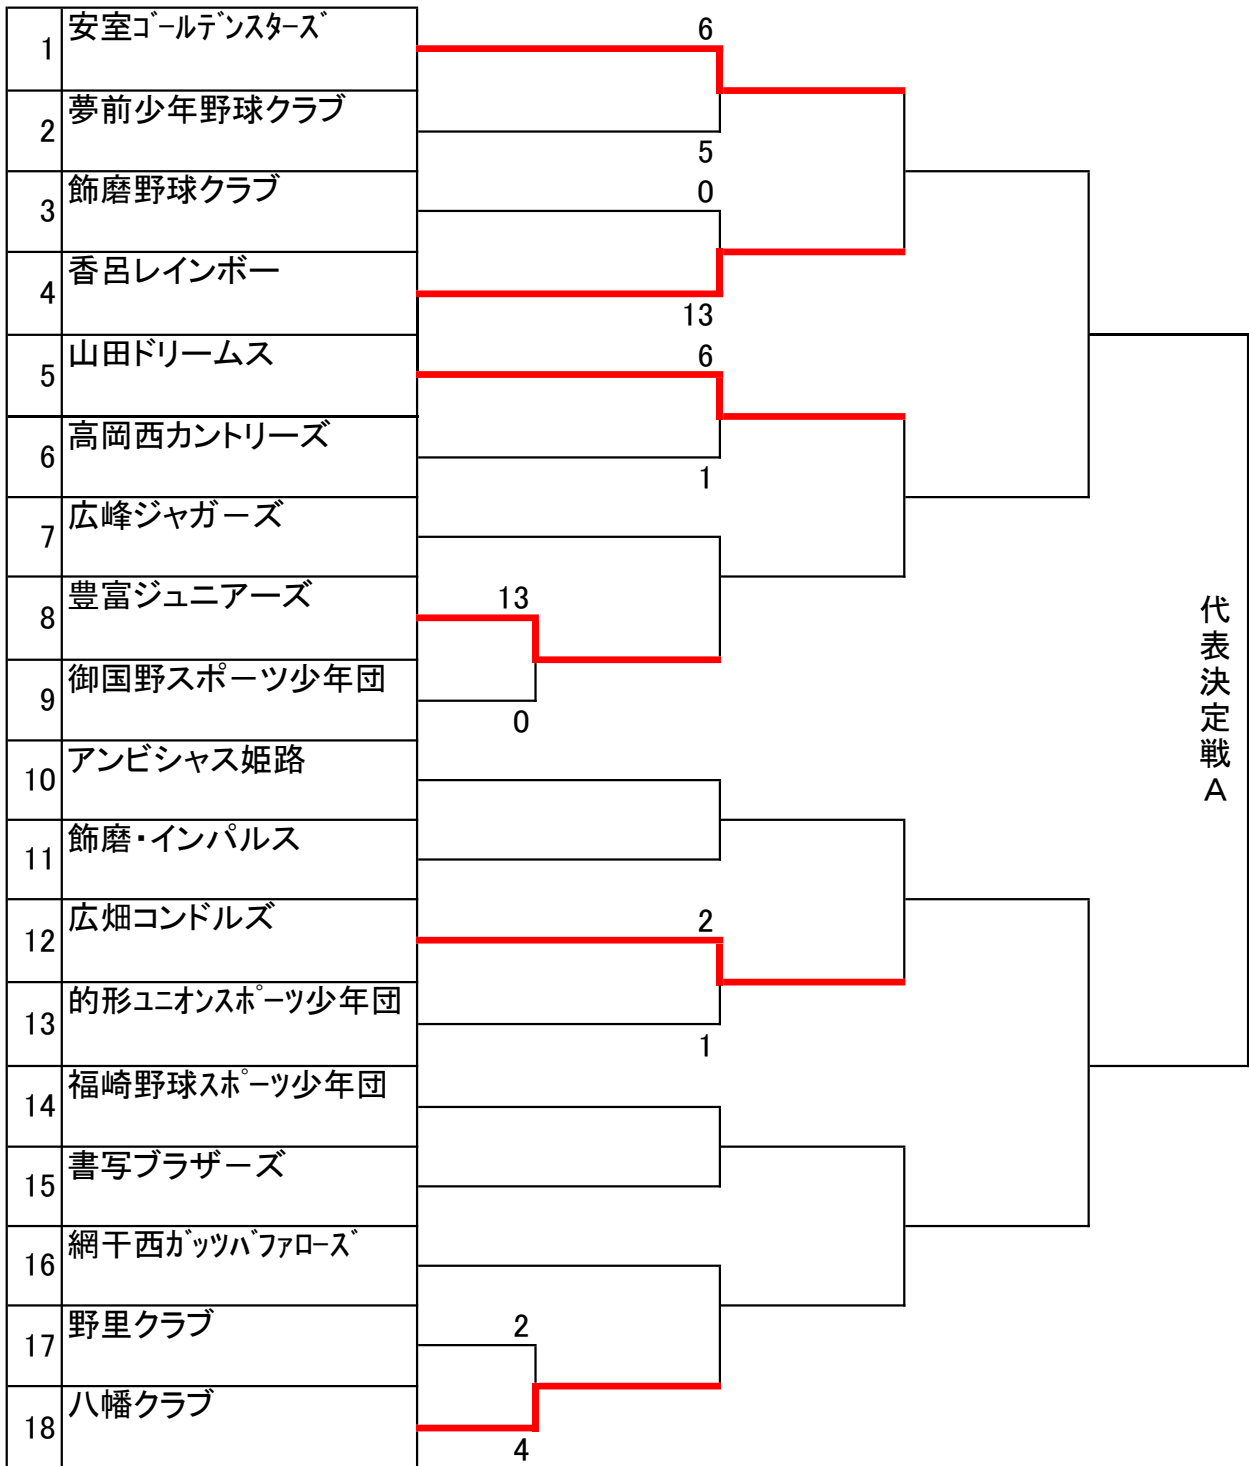 1 安室ｺﾞｰﾙﾃﾞﾝｽﾀｰｽﾞ 6
2 夢前少年野球クラブ 5
3 飾磨野球クラブ 0
4 香呂レインボー 13
5 山田ドリームス 6
6 高岡西カントリーズ 1
7 広峰ジャガーズ
8 豊富ジュニアーズ 13
9 御国野スポーツ少年団 0
10 アンビシャス姫路
11 飾磨・インパルス
12 広畑コンドルズ 2
13 的形ﾕﾆｵﾝｽﾎﾟｰﾂ少年団 1
14 福崎野球ｽﾎﾟｰﾂ少年団
15 書写ブラザーズ
16 網干西ｶﾞｯﾂﾊﾞﾌｧﾛｰｽﾞ
17 野里クラブ 2
18 八幡クラブ 4
代表決定戦A